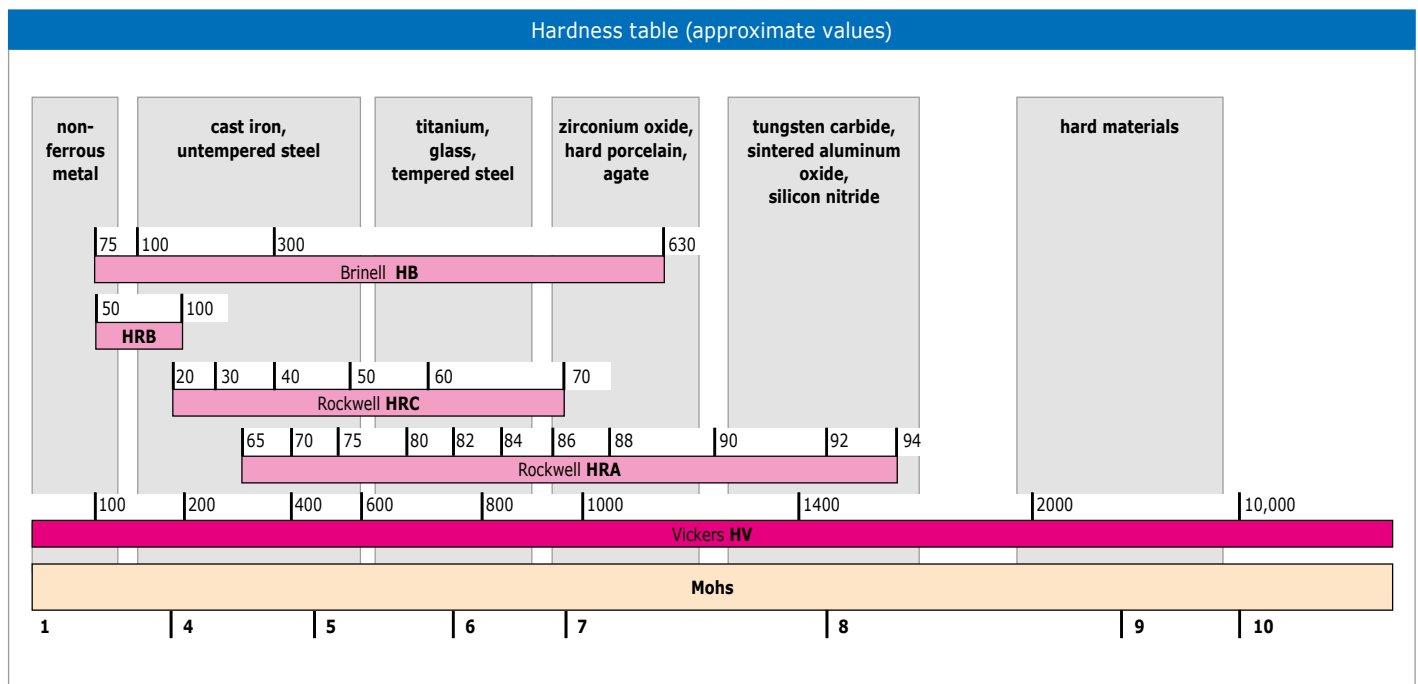 Hardness table (approximate values)
non-
ferrous
metal
cast iron,
untempered steel
titanium,
glass,
tempered steel
zirconium oxide,
hard porcelain,
agate
tungsten carbide,
sintered aluminum
oxide,
silicon nitride
hard materials
75 100 300 630
Brinell HB
50 100
HRB
20 30 40 50 60 70
Rockwell HRC
65 70 75 80 82 84 86 88 90 92 94
Rockwell HRA
100 200 400 600 800 1000 1400 2000 10,000
Vickers HV
Mohs
1 4 5 6 7 8 9 10